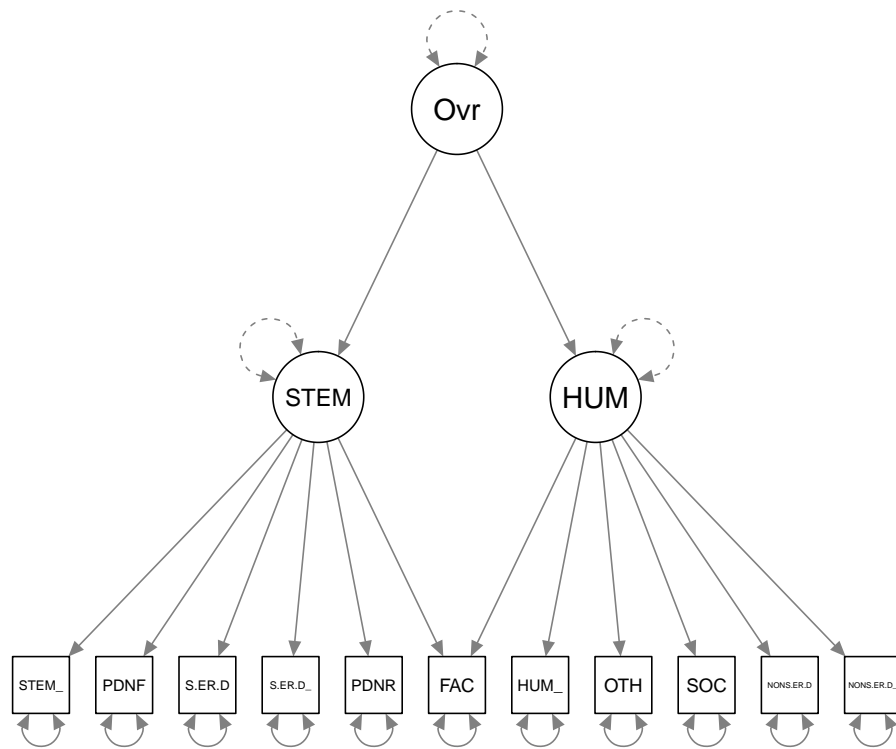 Ovr
STEM
HUM
STEM_
PDNF
S.ER.D
S.ER.D_
PDNR
FAC
HUM_
OTH
SOC
NONS.ER.D
NONS.ER.D_